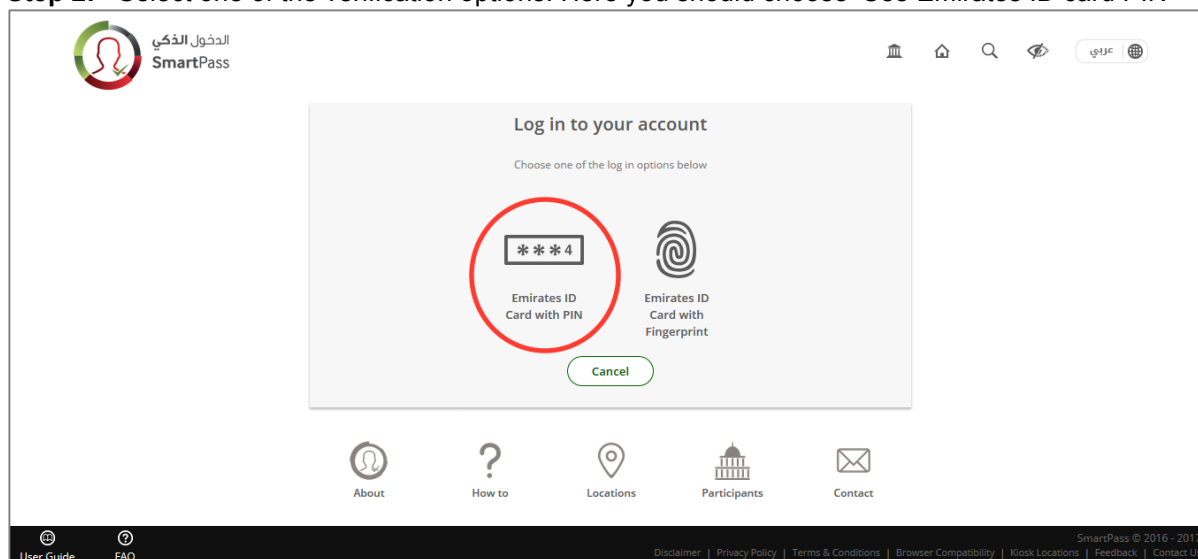 Step 2: Select one of the verification options. Here you should choose 'Use Emirates ID card PIN'
الدخول الذكي
SmartPass
عربي
Log in to your account
Choose one of the log in options below
***4
Emirates ID
Card with PIN
Emirates ID
Card with
Fingerprint
Cancel
About
How to
Locations
Participants
Contact
User Guide
FAQ
SmartPass © 2016 - 2017
Disclaimer | Privacy Policy | Terms & Conditions | Browser Compatibility | Kiosk Locations | Feedback | Contact Us